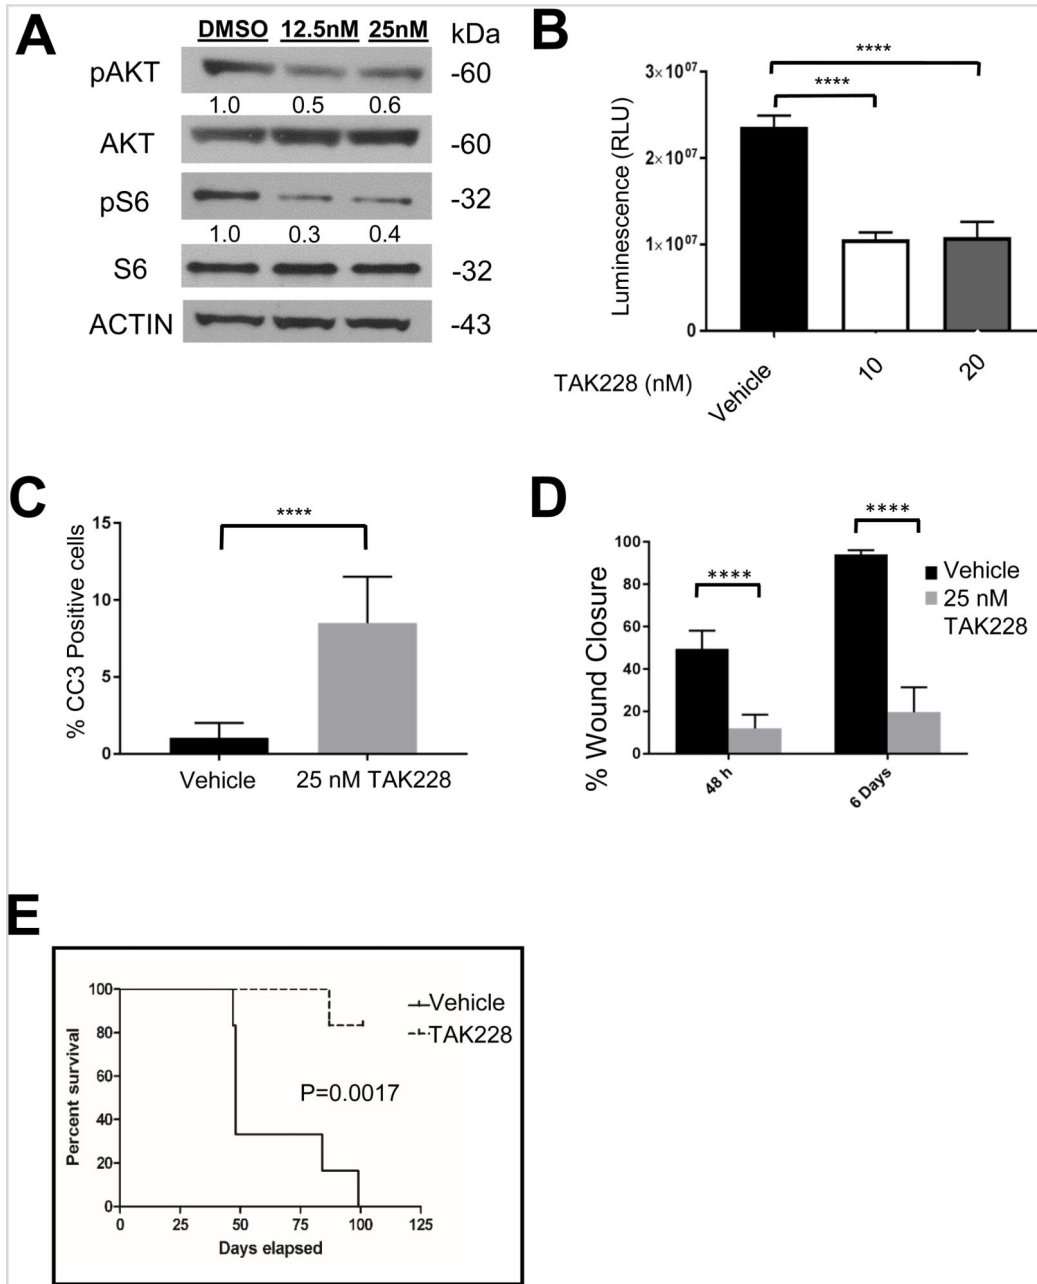 A
DMSO 12.5nM 25nM kDa
pAKT -60
1.0 0.5 0.6
AKT -60
pS6 -32
1.0 0.3 0.4
S6 -32
ACTIN -43
B
****
****
Luminescence (RLU)
3×10⁰⁷
2×10⁰⁷
1×10⁰⁷
0
TAK228 (nM) Vehicle 10 20
C
****
% CC3 Positive cells
15
10
5
0
Vehicle 25 nM TAK228
D
****
****
% Wound Closure
100
80
60
40
20
0
48 h 6 Days
Vehicle
25 nM
TAK228
E
Percent survival
100
80
60
40
20
0
Vehicle
TAK228
P=0.0017
0 25 50 75 100 125
Days elapsed